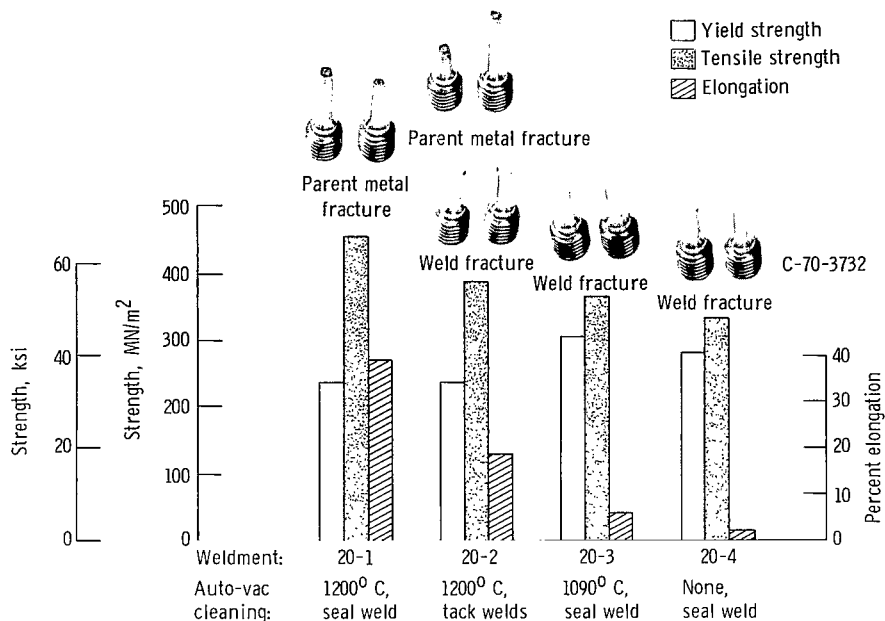 Yield strength
Tensile strength
Elongation
Parent metal fracture
Parent metal
fracture
Weld fracture
Weld fracture
Weld fracture
C-70-3732
Strength, ksi
60
40
20
0
Strength, MN/m²
500
400
300
200
100
0
Percent elongation
40
30
20
10
0
Weldment: 20-1 20-2 20-3 20-4
Auto-vac 1200⁰ C, 1200⁰ C, 1090⁰ C, None,
cleaning: seal weld tack welds seal weld seal weld